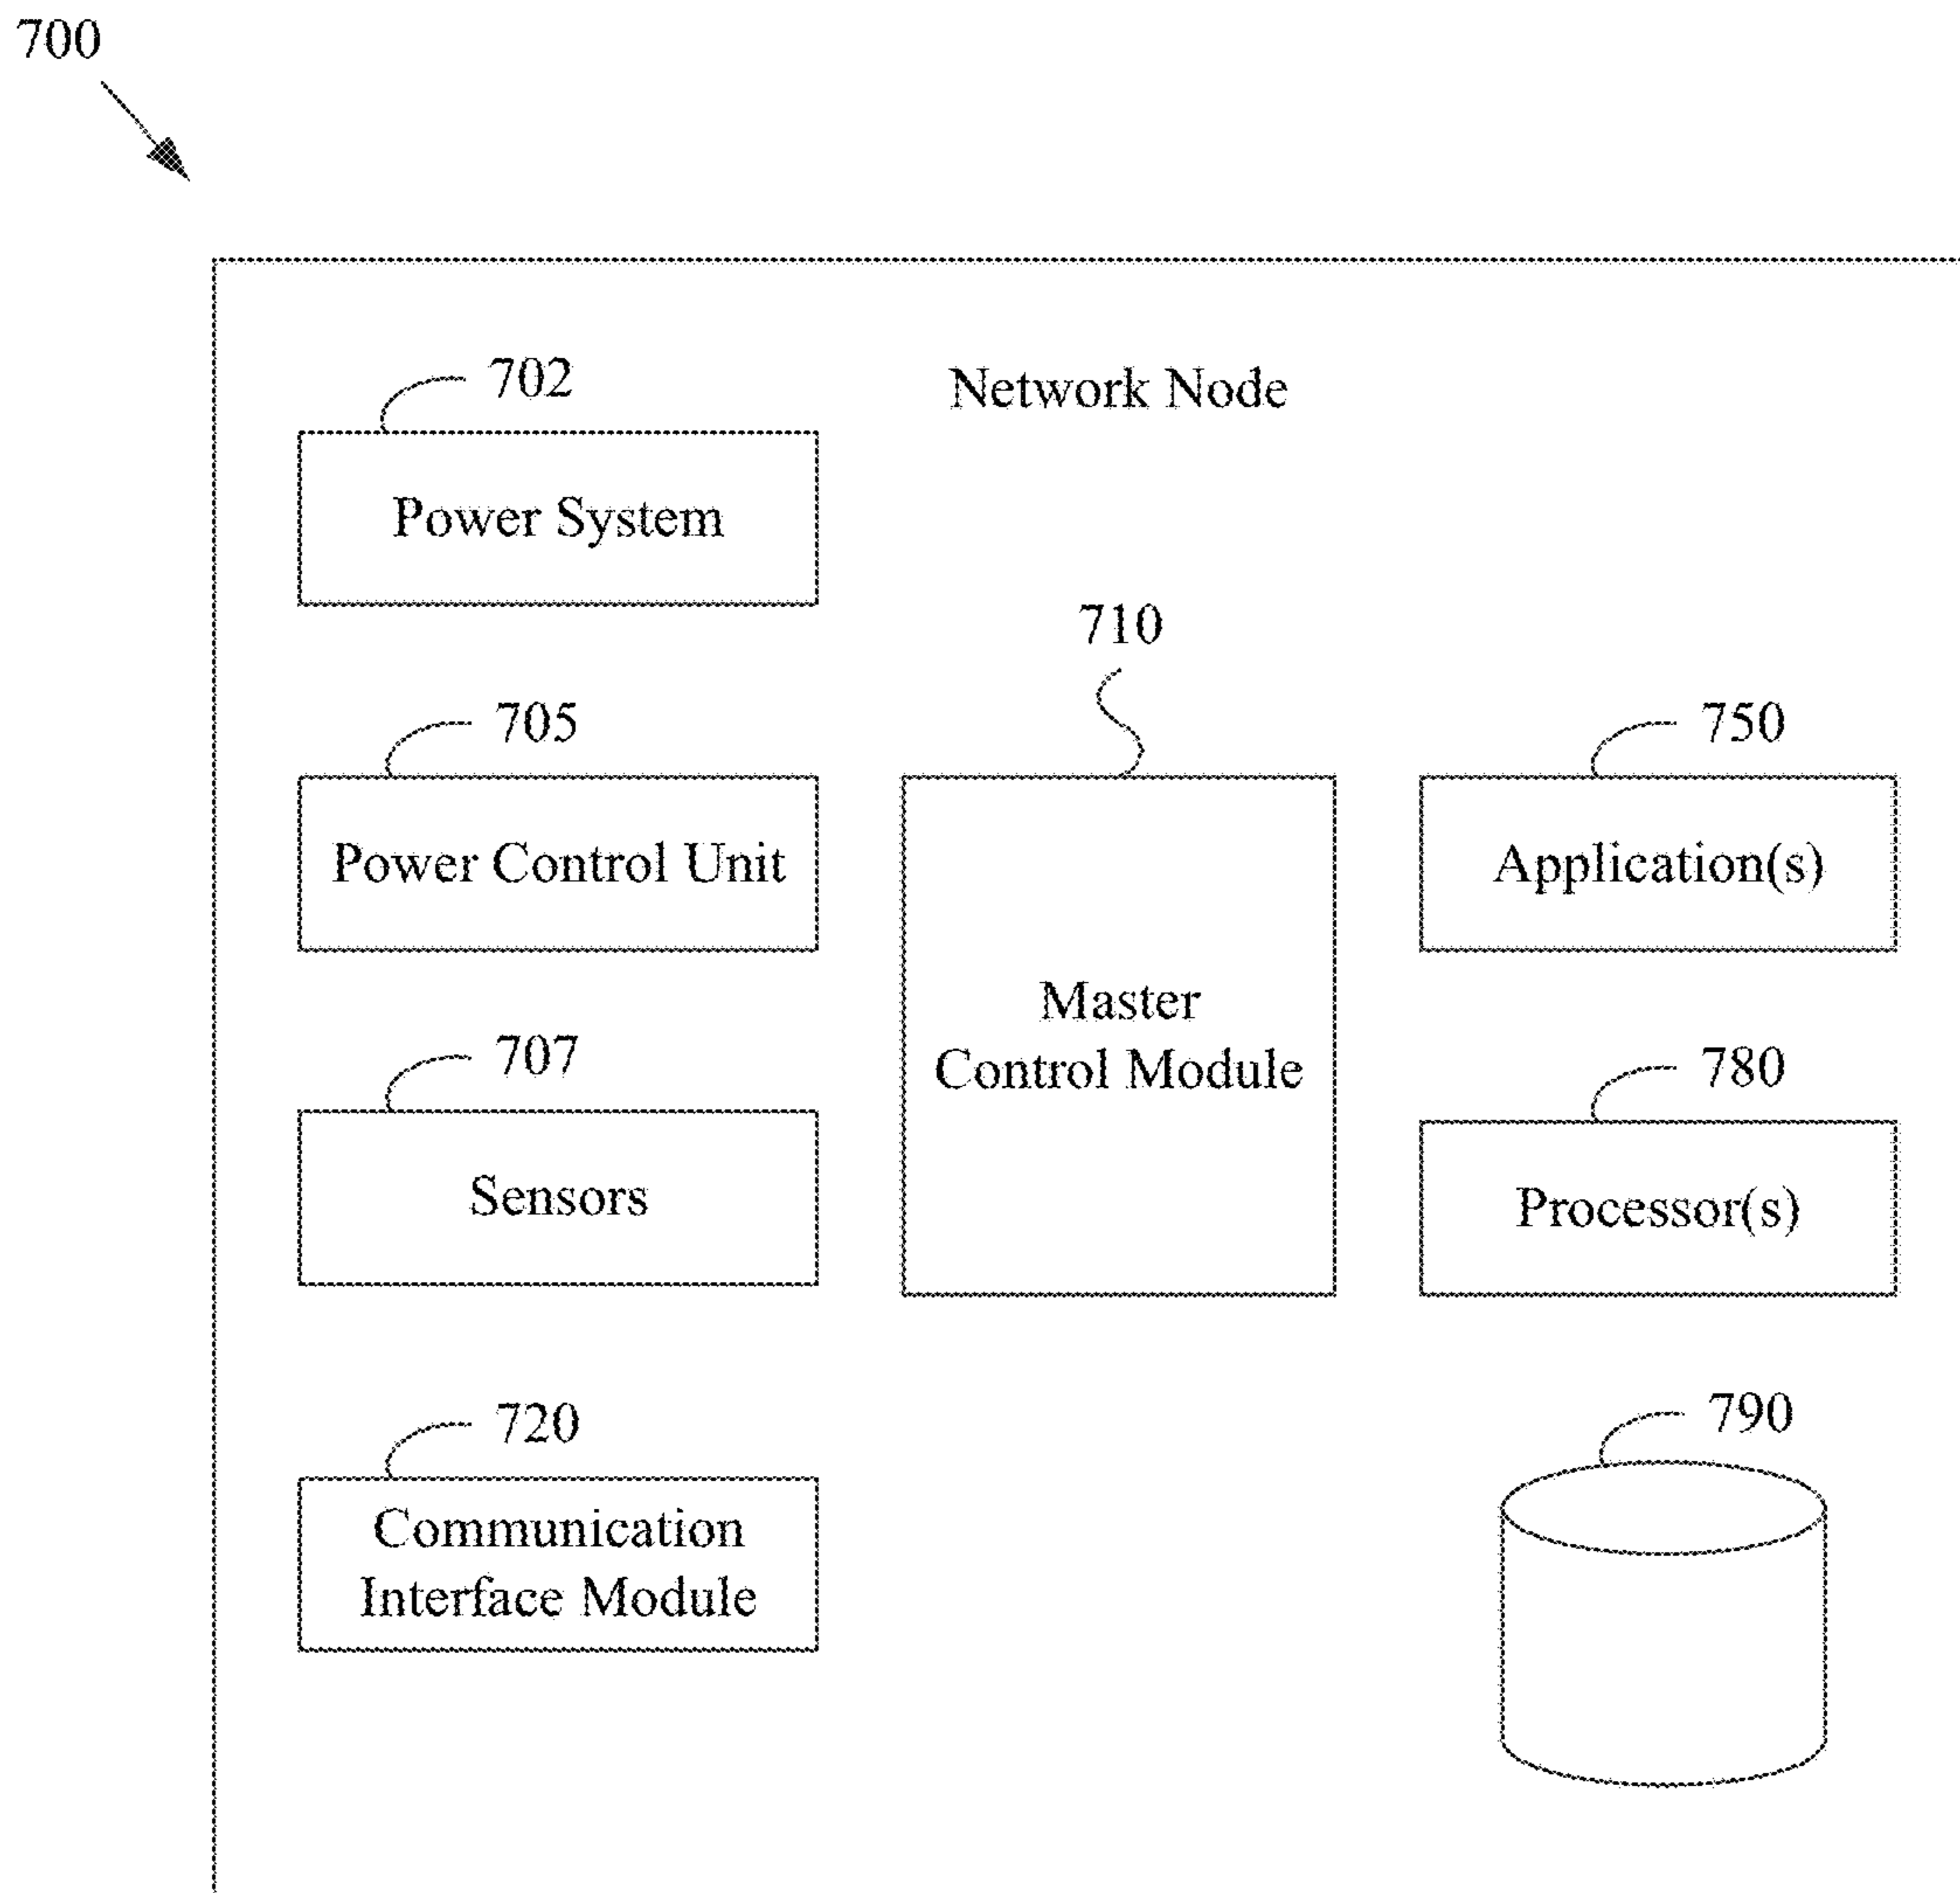 700
702
Network Node
Power System
710
705
750
Power Control Unit
Application(s)
Master
Control Module
707
780
Sensors
Processor(s)
720
790
Communication
Interface Module